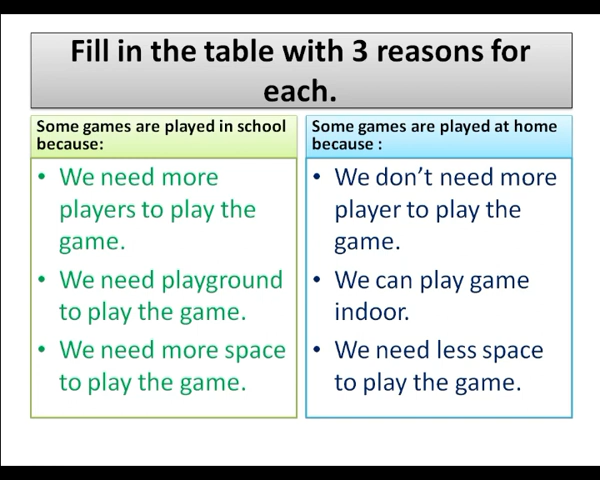 Fill in the table with 3 reasons for
each.
Some games are played in school
because:
• We need more
players to play the
game.
• We need playground
to play the game.
• We need more space
to play the game.
Some games are played at home
because :
• We don't need more
player to play the
game.
• We can play game
indoor.
• We need less space
to play the game.